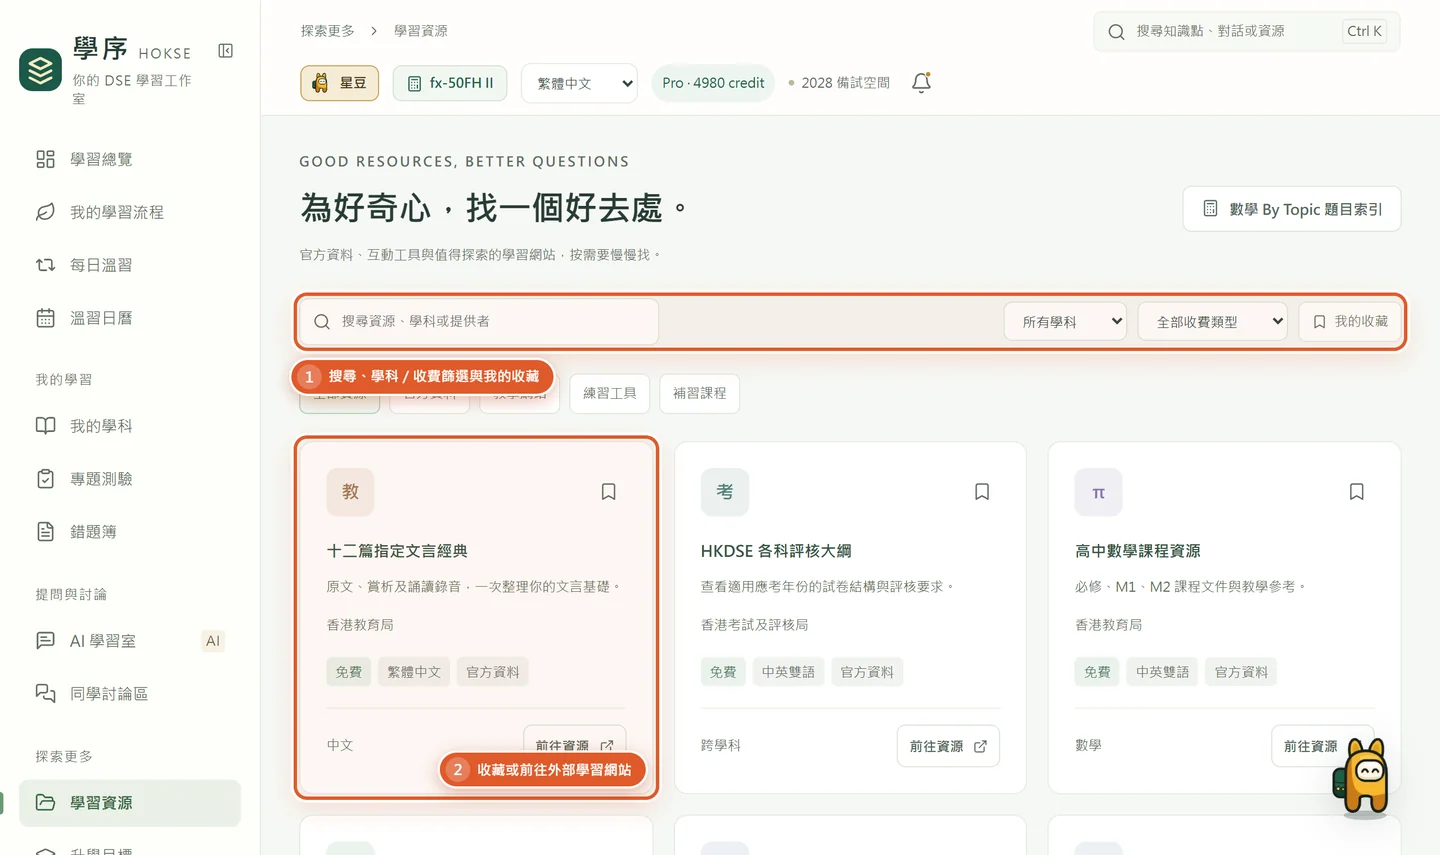 學序 HOKSE
你的 DSE 學習工作
室
學習總覽
我的學習流程
每日溫習
溫習日曆
我的學習
我的學科
專題測驗
錯題簿
提問與討論
AI 學習室 AI
同學討論區
探索更多
學習資源
升學目標
探索更多 > 學習資源
搜尋知識點、對話或資源 Ctrl K
星豆
fx-50FH II
繁體中文
Pro · 4980 credit
2028 備試空間
GOOD RESOURCES, BETTER QUESTIONS
為好奇心，找一個好去處。
官方資料、互動工具與值得探索的學習網站，按需要慢慢找。
數學 By Topic 題目索引
搜尋資源、學科或提供者
所有學科
全部收費類型
我的收藏
1 搜尋、學科 / 收費篩選與我的收藏
練習工具
補習課程
教
十二篇指定文言經典
原文、賞析及誦讀錄音，一次整理你的文言基礎。
香港教育局
免費 繁體中文 官方資料
中文
前往資源
2 收藏或前往外部學習網站
考
HKDSE 各科評核大綱
查看適用應考年份的試卷結構與評核要求。
香港考試及評核局
免費 中英雙語 官方資料
跨學科
前往資源
π
高中數學課程資源
必修、M1、M2 課程文件與教學參考。
香港教育局
免費 中英雙語 官方資料
數學
前往資源